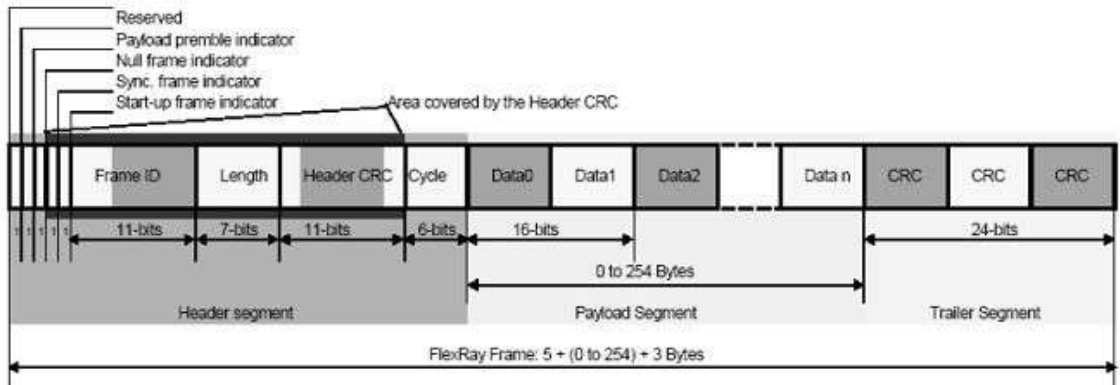 Reserved
Payload premble indicator
Null frame indicator
Sync. frame indicator
Start-up frame indicator
Area covered by the Header CRC
Frame ID Length Header CRC Cycle Data0 Data1 Data2 Data n CRC CRC CRC
1 1 1 1 1 11-bits 7-bits 11-bits 6-bits 16-bits 24-bits
0 to 254 Bytes
Header segment Payload Segment Trailer Segment
FlexRay Frame: 5 + (0 to 254) + 3 Bytes